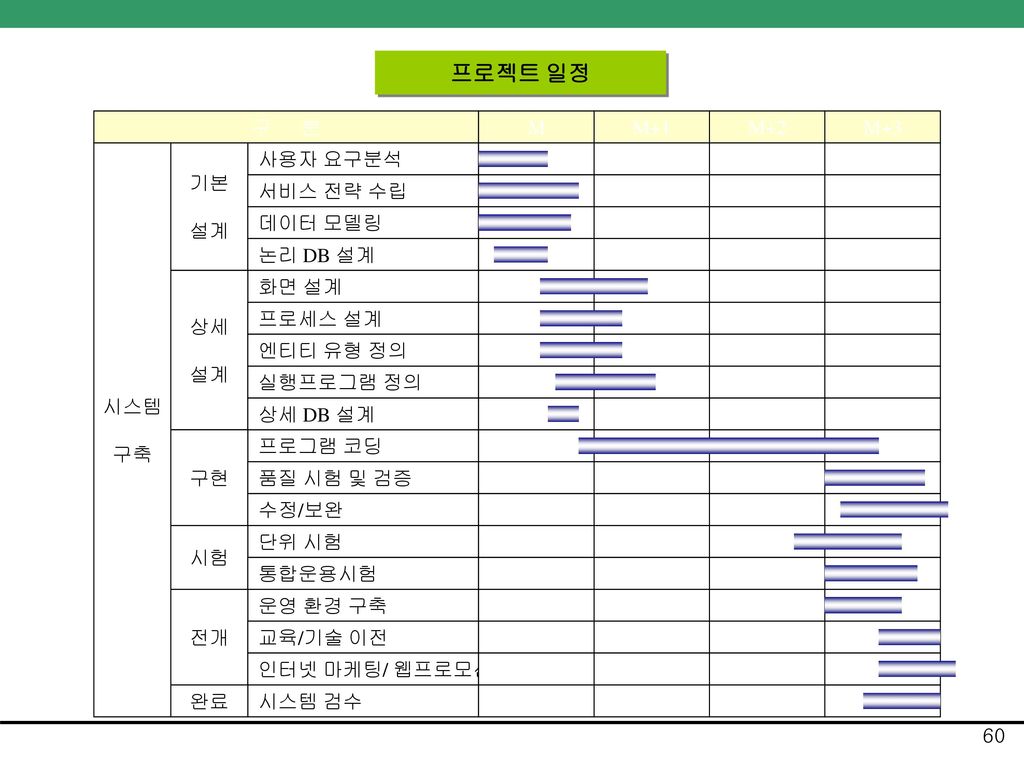 프로젝트 일정
구 분 M M+1 M+2 M+3
시스템
구축
기본
설계
사용자 요구분석
서비스 전략 수립
데이터 모델링
논리 DB 설계
상세
설계
화면 설계
프로세스 설계
엔티티 유형 정의
실행프로그램 정의
상세 DB 설계
구현
프로그램 코딩
품질 시험 및 검증
수정/보완
시험
단위 시험
통합운용시험
전개
운영 환경 구축
교육/기술 이전
인터넷 마케팅/ 웹프로모
완료
시스템 검수
60